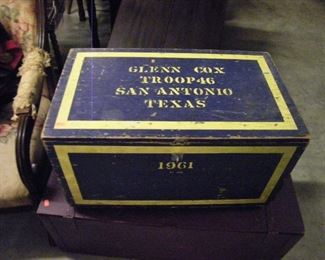 GLENN COX
TROOP 46
SAN ANTONIO
TEXAS
1961